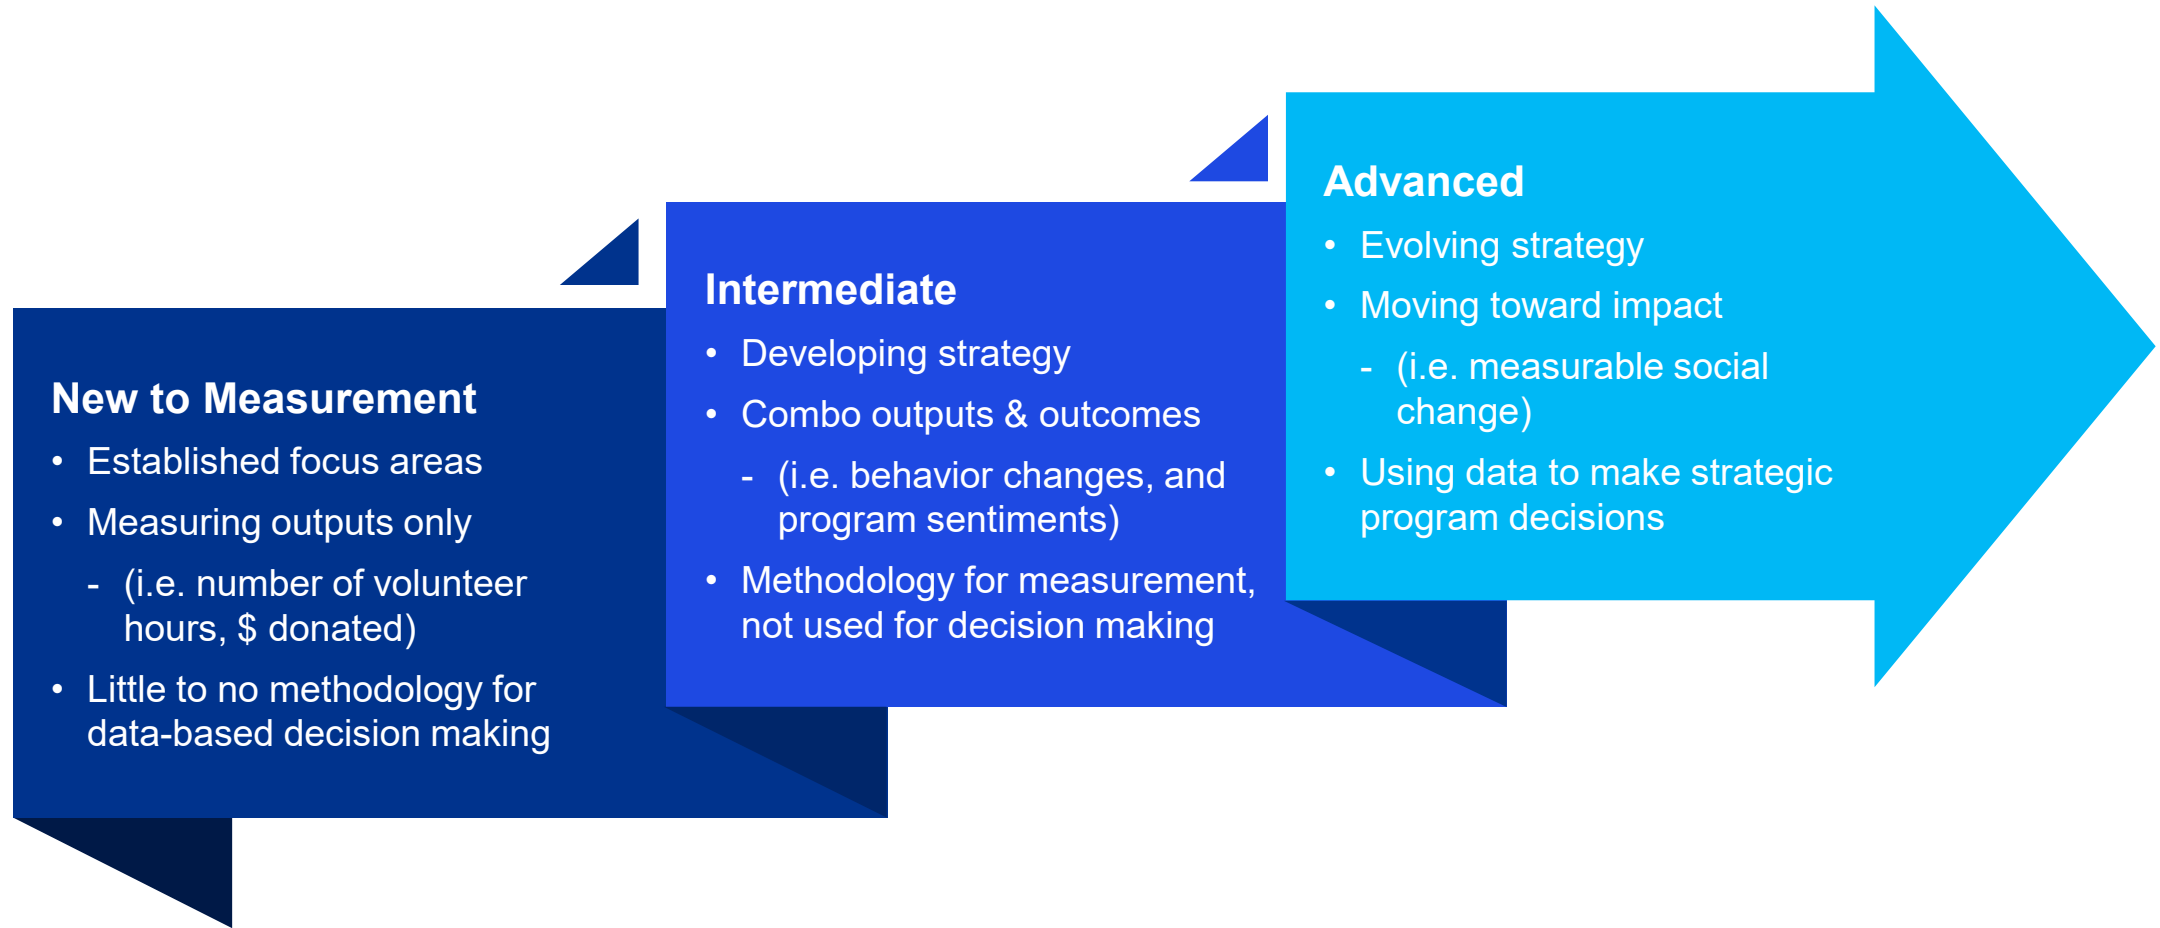 New to Measurement
• Established focus areas
• Measuring outputs only
- (i.e. number of volunteer
hours, $ donated)
• Little to no methodology for
data-based decision making
Intermediate
• Developing strategy
• Combo outputs & outcomes
- (i.e. behavior changes, and
program sentiments)
• Methodology for measurement,
not used for decision making
Advanced
• Evolving strategy
• Moving toward impact
- (i.e. measurable social
change)
• Using data to make strategic
program decisions